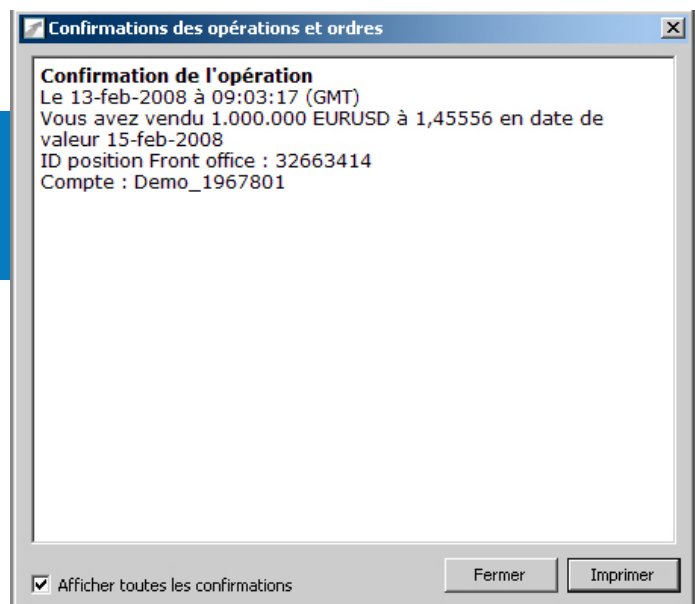 Confirmations des opérations et ordres
Confirmation de l'opération
Le 13-feb-2008 à 09:03:17 (GMT)
Vous avez vendu 1.000.000 EURUSD à 1,45556 en date de
valeur 15-feb-2008
ID position Front office : 32663414
Compte : Demo_1967801
Afficher toutes les confirmations
Fermer
Imprimer